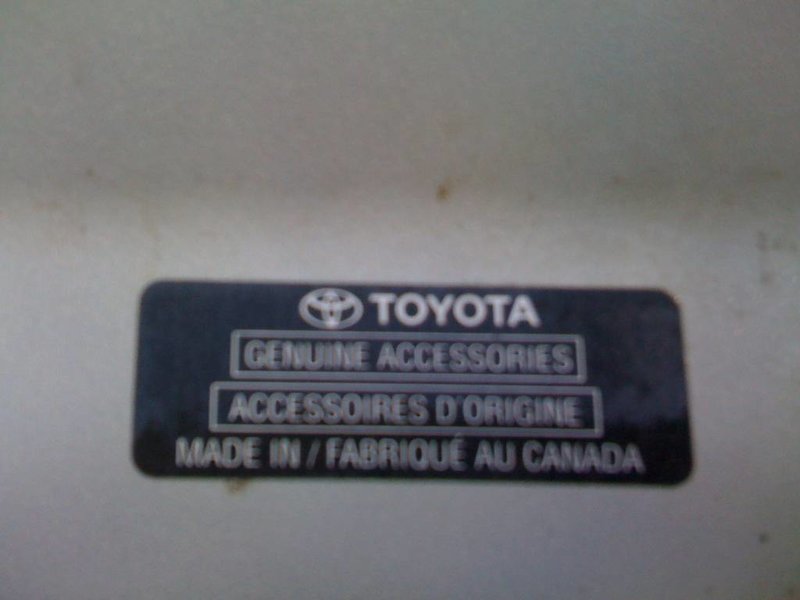 TOYOTA
GENUINE ACCESSORIES
ACCESSOIRES D'ORIGINE
MADE IN / FABRIQUÉ AU CANADA